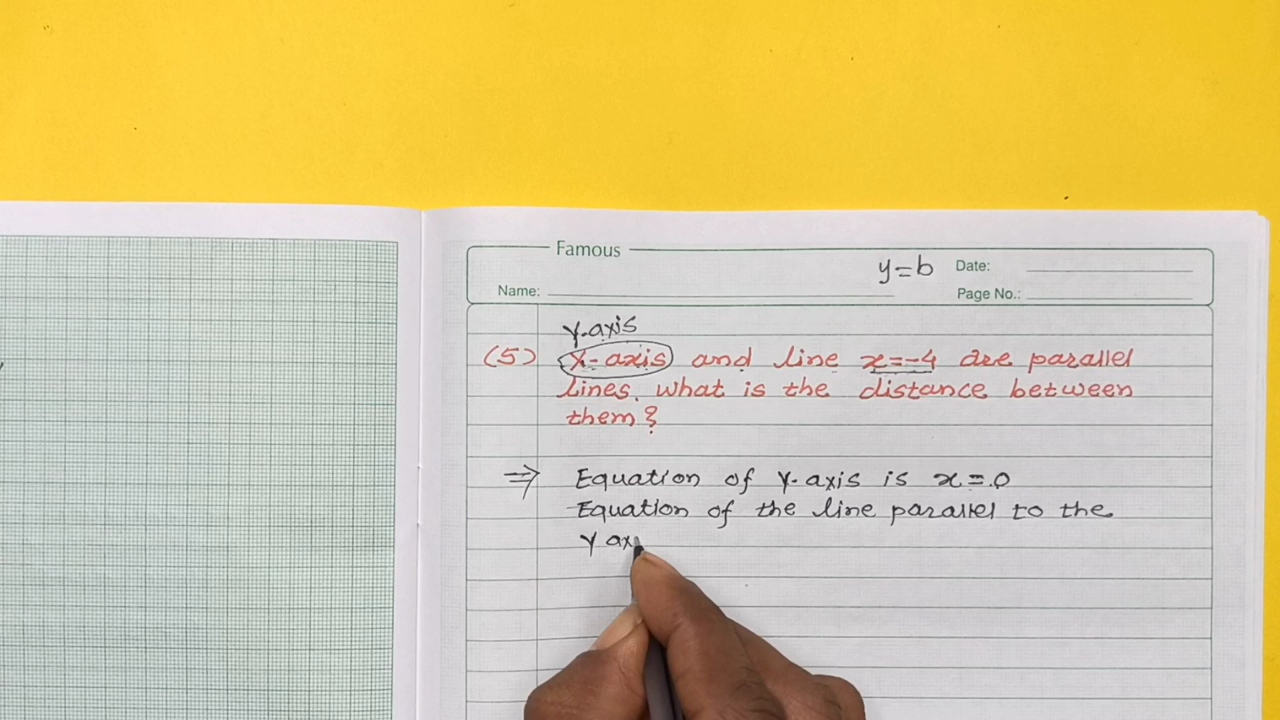 Famous
y=b
Date:
Name:
Page No.:
Y-axis
(5) X-axis and line x=-4 are parallel
lines. what is the distance between
them?
⇒ Equation of Y-axis is x=0
Equation of the line parallel to the
Y ax